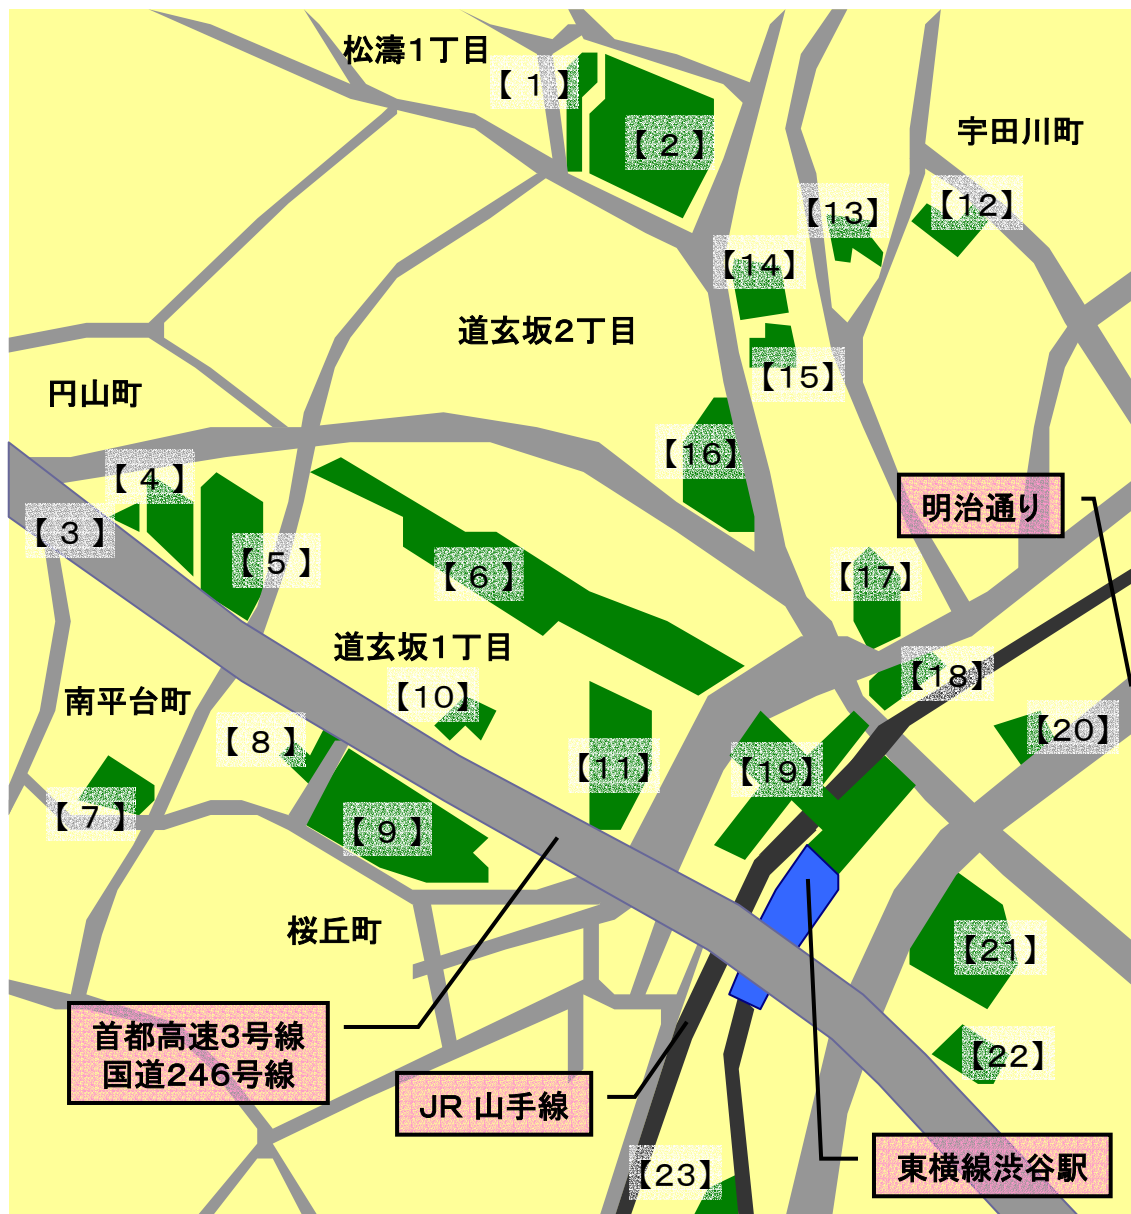 松濤1丁目
【 1 】
【 2 】
宇田川町
【12】
【13】
【14】
道玄坂2丁目
【15】
円山町
【16】
【 4 】
【 3 】
明治通り
【 5 】
【 6 】
【17】
道玄坂1丁目
【18】
南平台町
【10】
【20】
【 8 】
【11】
【19】
【 7 】
【 9 】
桜丘町
【21】
首都高速3号線
国道246号線
【22】
JR 山手線
東横線渋谷駅
【23】